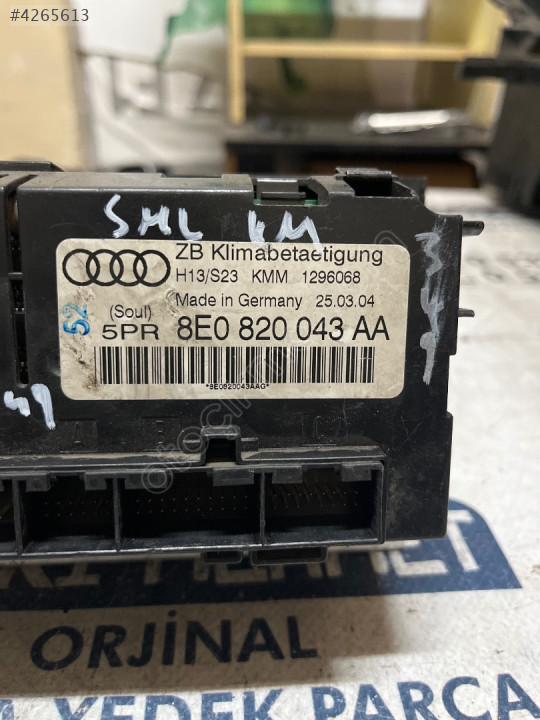 #4265613
SML KM
ZB Klimabetaetigung
H13/S23 KMM 1296068
Made in Germany 25.03.04
52
(Soul)
5PR 8E0 820 043 AA
*8E0820043AAG*
A B C
ORJİNAL
YEDEK PARÇA